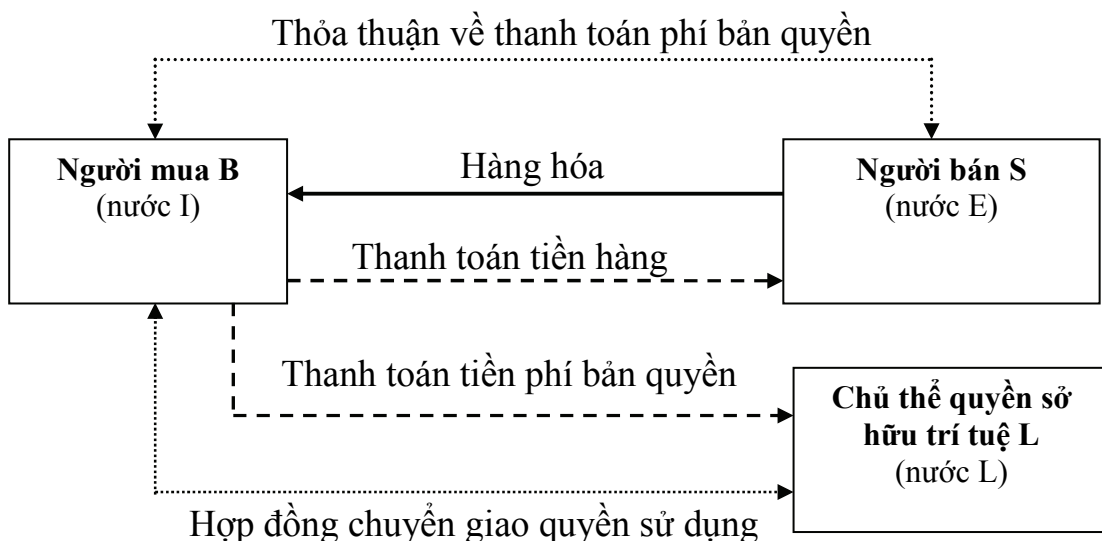 Thỏa thuận về thanh toán phí bản quyền
Người mua B
(nước I)
Hàng hóa
Người bán S
(nước E)
Thanh toán tiền hàng
Thanh toán tiền phí bản quyền
Chủ thể quyền sở
hữu trí tuệ L
(nước L)
Hợp đồng chuyển giao quyền sử dụng